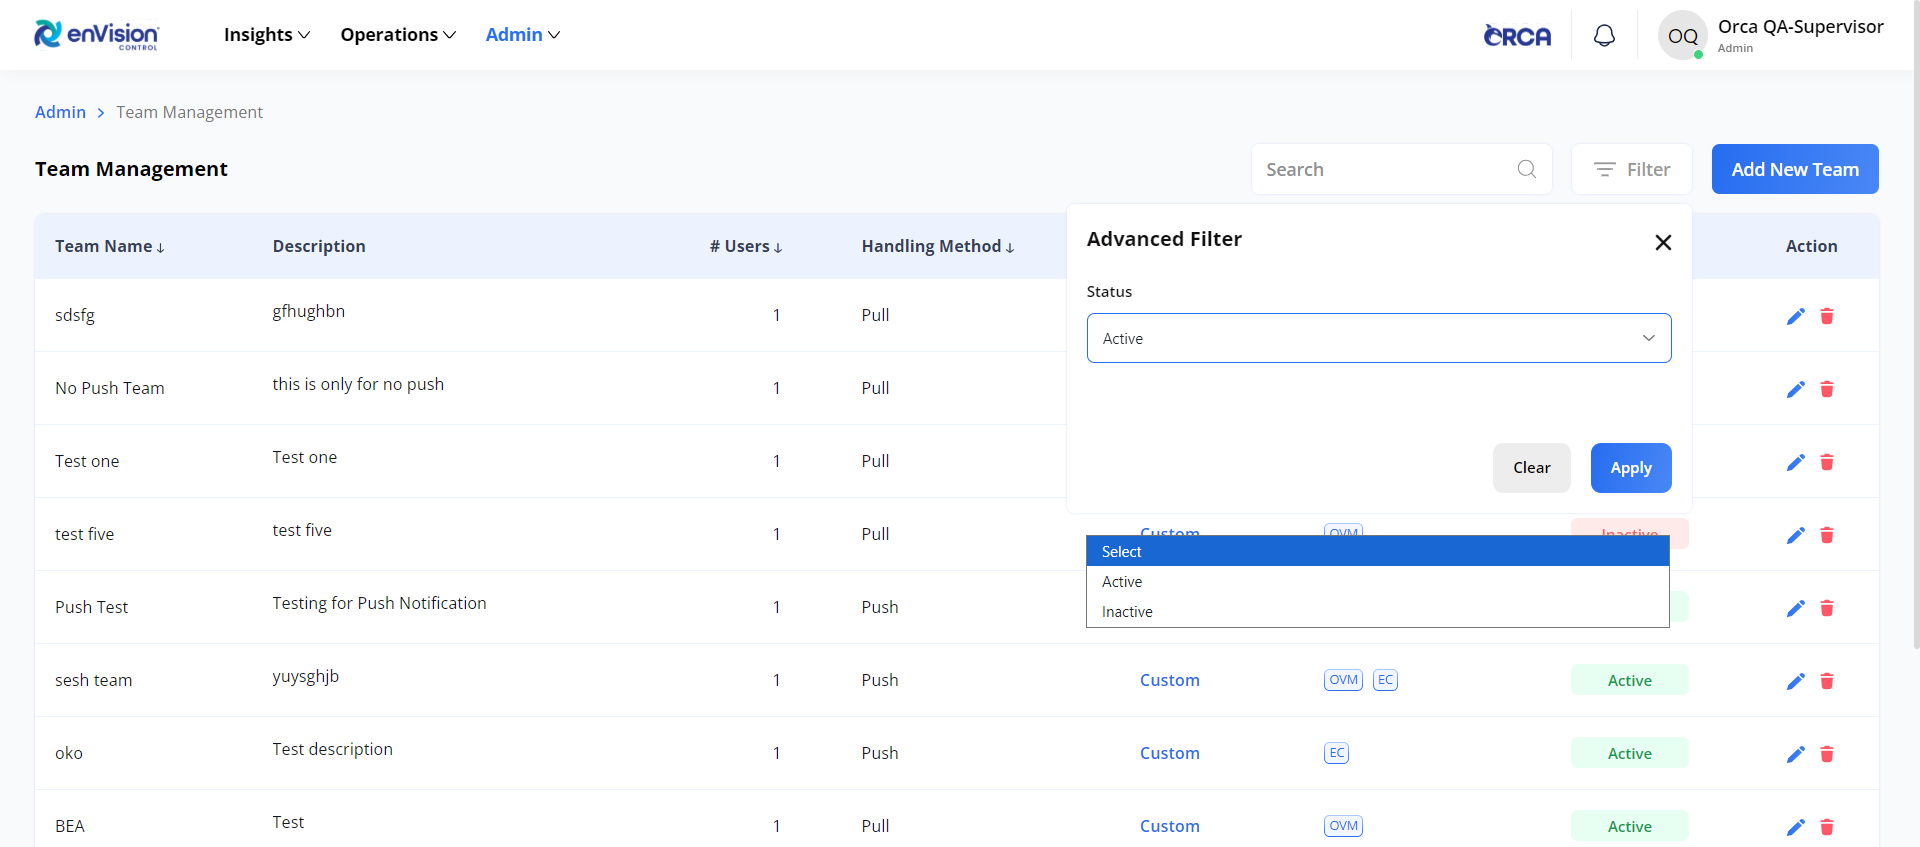 enVision
CONTROL
Insights
Operations
Admin
ORCA
OQ
Orca QA-Supervisor
Admin
Admin > Team Management
Team Management
Search
Filter
Add New Team
Team Name ↓
Description
# Users ↓
Handling Method ↓
Action
Advanced Filter
Status
Active
Clear
Apply
Select
Active
Inactive
sdsfg gfhughbn 1 Pull
No Push Team this is only for no push 1 Pull
Test one Test one 1 Pull
test five test five 1 Pull Custom OVM Inactive
Push Test Testing for Push Notification 1 Push
sesh team yuysghjb 1 Push Custom OVM EC Active
oko Test description 1 Push Custom EC Active
BEA Test 1 Pull Custom OVM Active